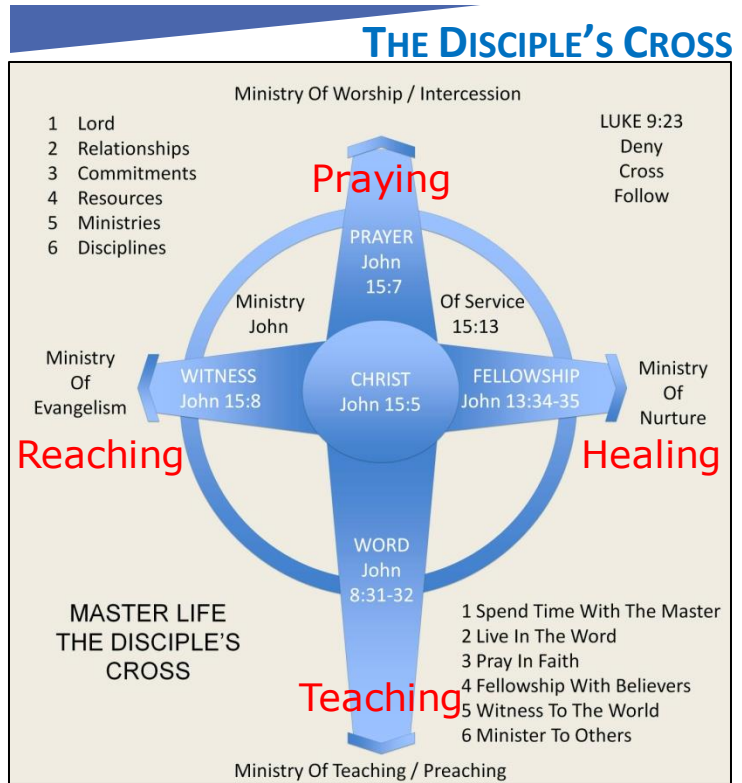 THE DISCIPLE'S CROSS
Ministry Of Worship / Intercession
1 Lord
2 Relationships
3 Commitments
4 Resources
5 Ministries
6 Disciplines
LUKE 9:23
Deny
Cross
Follow
Praying
PRAYER
John
15:7
Ministry
John
Of Service
15:13
Ministry
Of
Evangelism
WITNESS
John 15:8
CHRIST
John 15:5
FELLOWSHIP
John 13:34-35
Ministry
Of
Nurture
Reaching
Healing
WORD
John
8:31-32
MASTER LIFE
THE DISCIPLE'S
CROSS
1 Spend Time With The Master
2 Live In The Word
3 Pray In Faith
4 Fellowship With Believers
5 Witness To The World
6 Minister To Others
Teaching
Ministry Of Teaching / Preaching